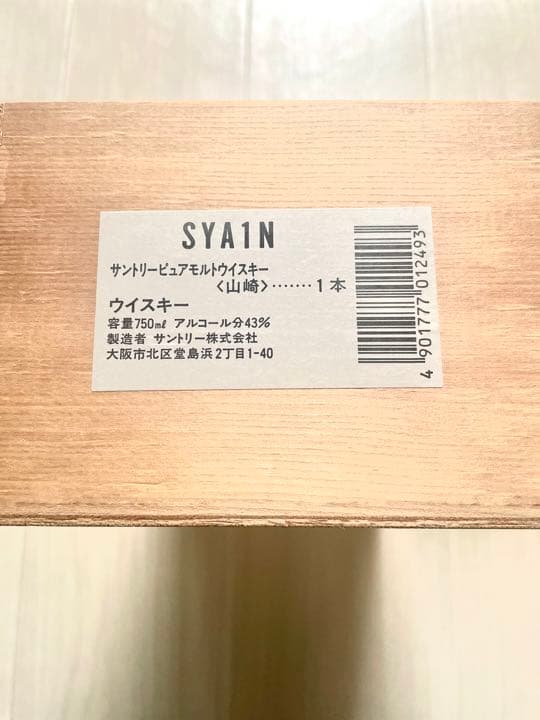 SYA1N
サントリーピュアモルトウイスキー
〈山崎〉‥‥‥‥1本
ウイスキー
容量750㎖ アルコール分43%
製造者 サントリー株式会社
大阪市北区堂島浜2丁目1-40
4 901777 012493